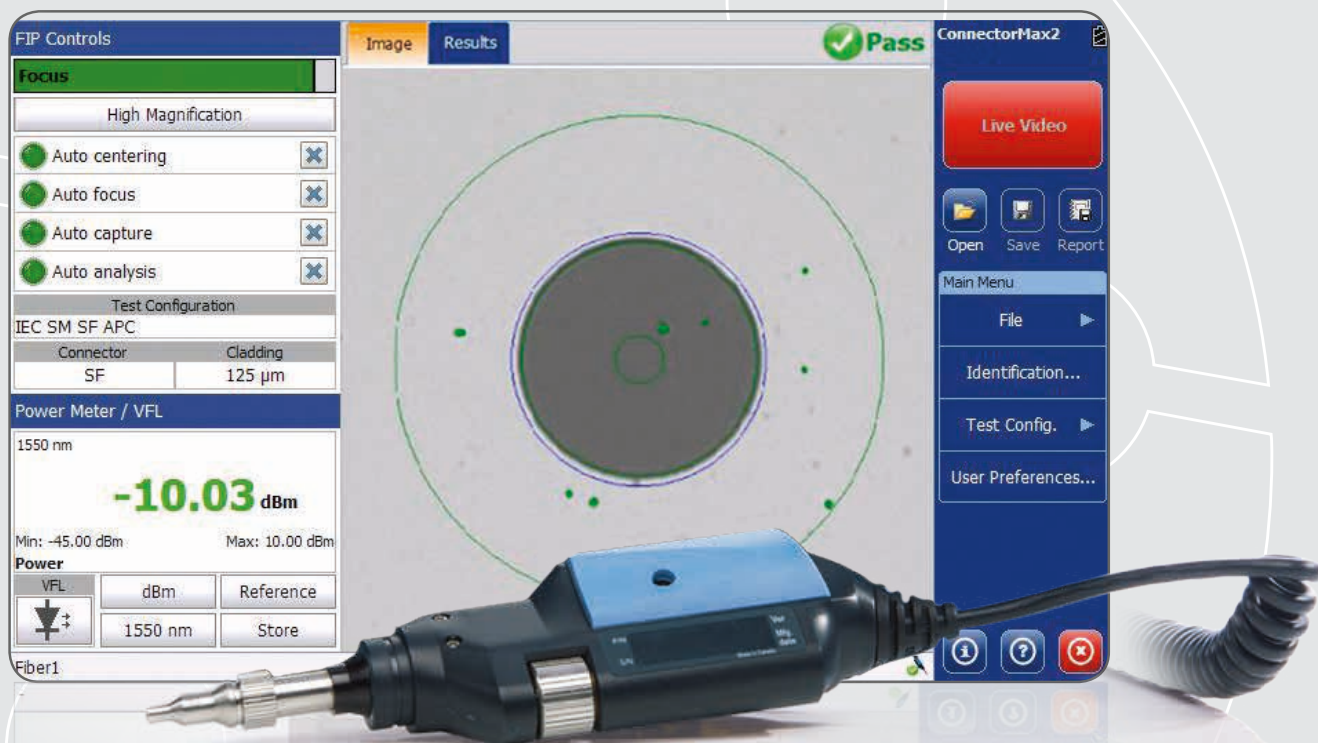 FIP Controls
Focus
High Magnification
Auto centering
Auto focus
Auto capture
Auto analysis
Test Configuration
IEC SM SF APC
Connector Cladding
SF 125 µm
Power Meter / VFL
1550 nm
-10.03 dBm
Min: -45.00 dBm Max: 10.00 dBm
Power
VFL dBm Reference
1550 nm Store
Fiber1
Image Results Pass
ConnectorMax2
Live Video
Open Save Report
Main Menu
File
Identification...
Test Config.
User Preferences...
P/N
S/N
Ver.
Mfg.
date